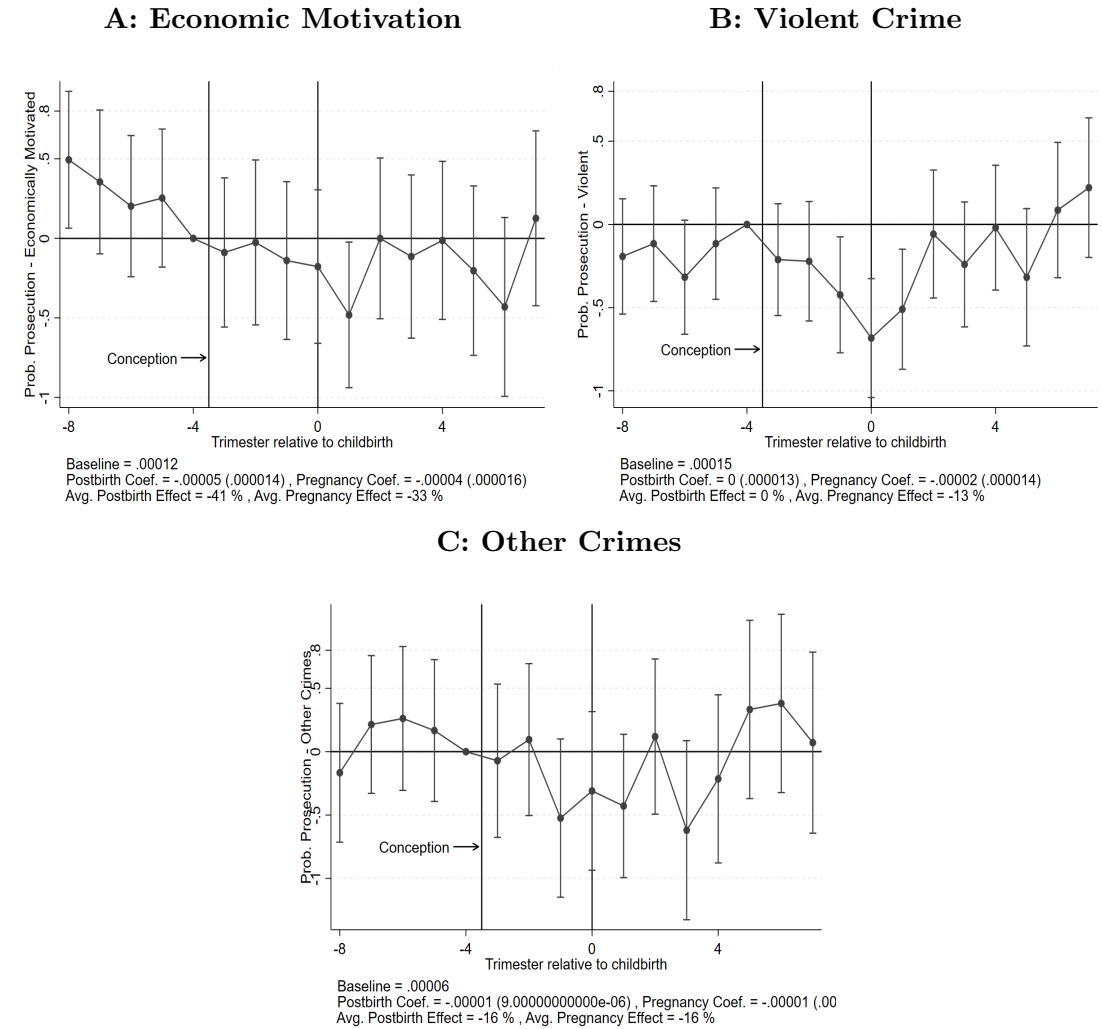 A: Economic Motivation
Prob. Prosecution - Economically Motivated
.8
.5
0
-.5
-1
Conception
-8
-4
0
4
Trimester relative to childbirth
Baseline = .00012
Postbirth Coef. = -.00005 (.000014) , Pregnancy Coef. = -.00004 (.000016)
Avg. Postbirth Effect = -41 % , Avg. Pregnancy Effect = -33 %
B: Violent Crime
Prob. Prosecution - Violent
.8
.5
0
-.5
-1
Conception
-8
-4
0
4
Trimester relative to childbirth
Baseline = .00015
Postbirth Coef. = 0 (.000013) , Pregnancy Coef. = -.00002 (.000014)
Avg. Postbirth Effect = 0 % , Avg. Pregnancy Effect = -13 %
C: Other Crimes
Prob. Prosecution - Other Crimes
.8
.5
0
-.5
-1
Conception
-8
-4
0
4
Trimester relative to childbirth
Baseline = .00006
Postbirth Coef. = -.00001 (9.00000000000e-06) , Pregnancy Coef. = -.00001 (.00
Avg. Postbirth Effect = -16 % , Avg. Pregnancy Effect = -16 %